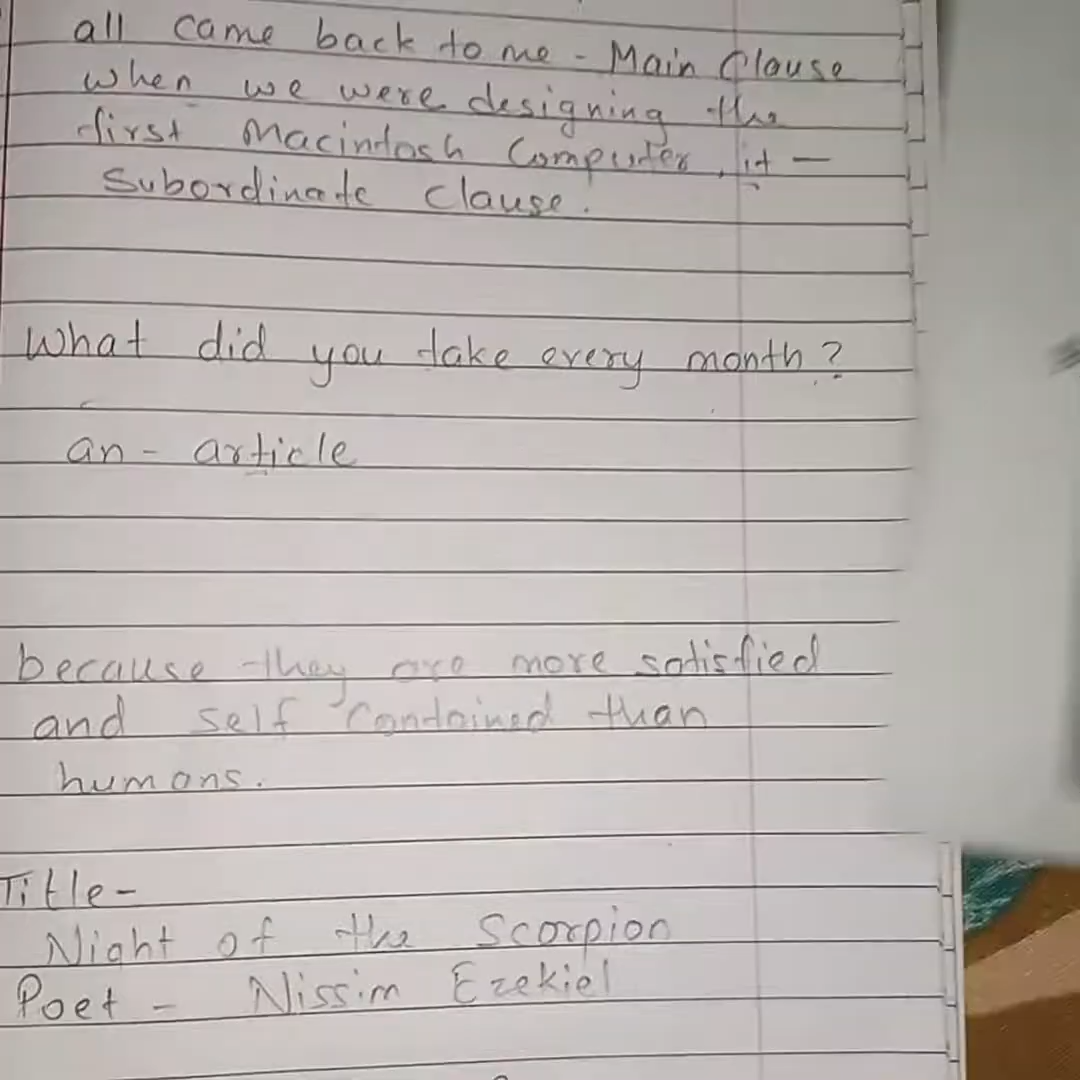 all came back to me - Main Clause
when we were designing the
first Macintosh Computer, it -
Subordinate Clause.
What did you take every month?
an - article
because they are more satisfied
and self contained than
humans.
Title-
Night of the Scorpion
Poet - Nissim Ezekiel